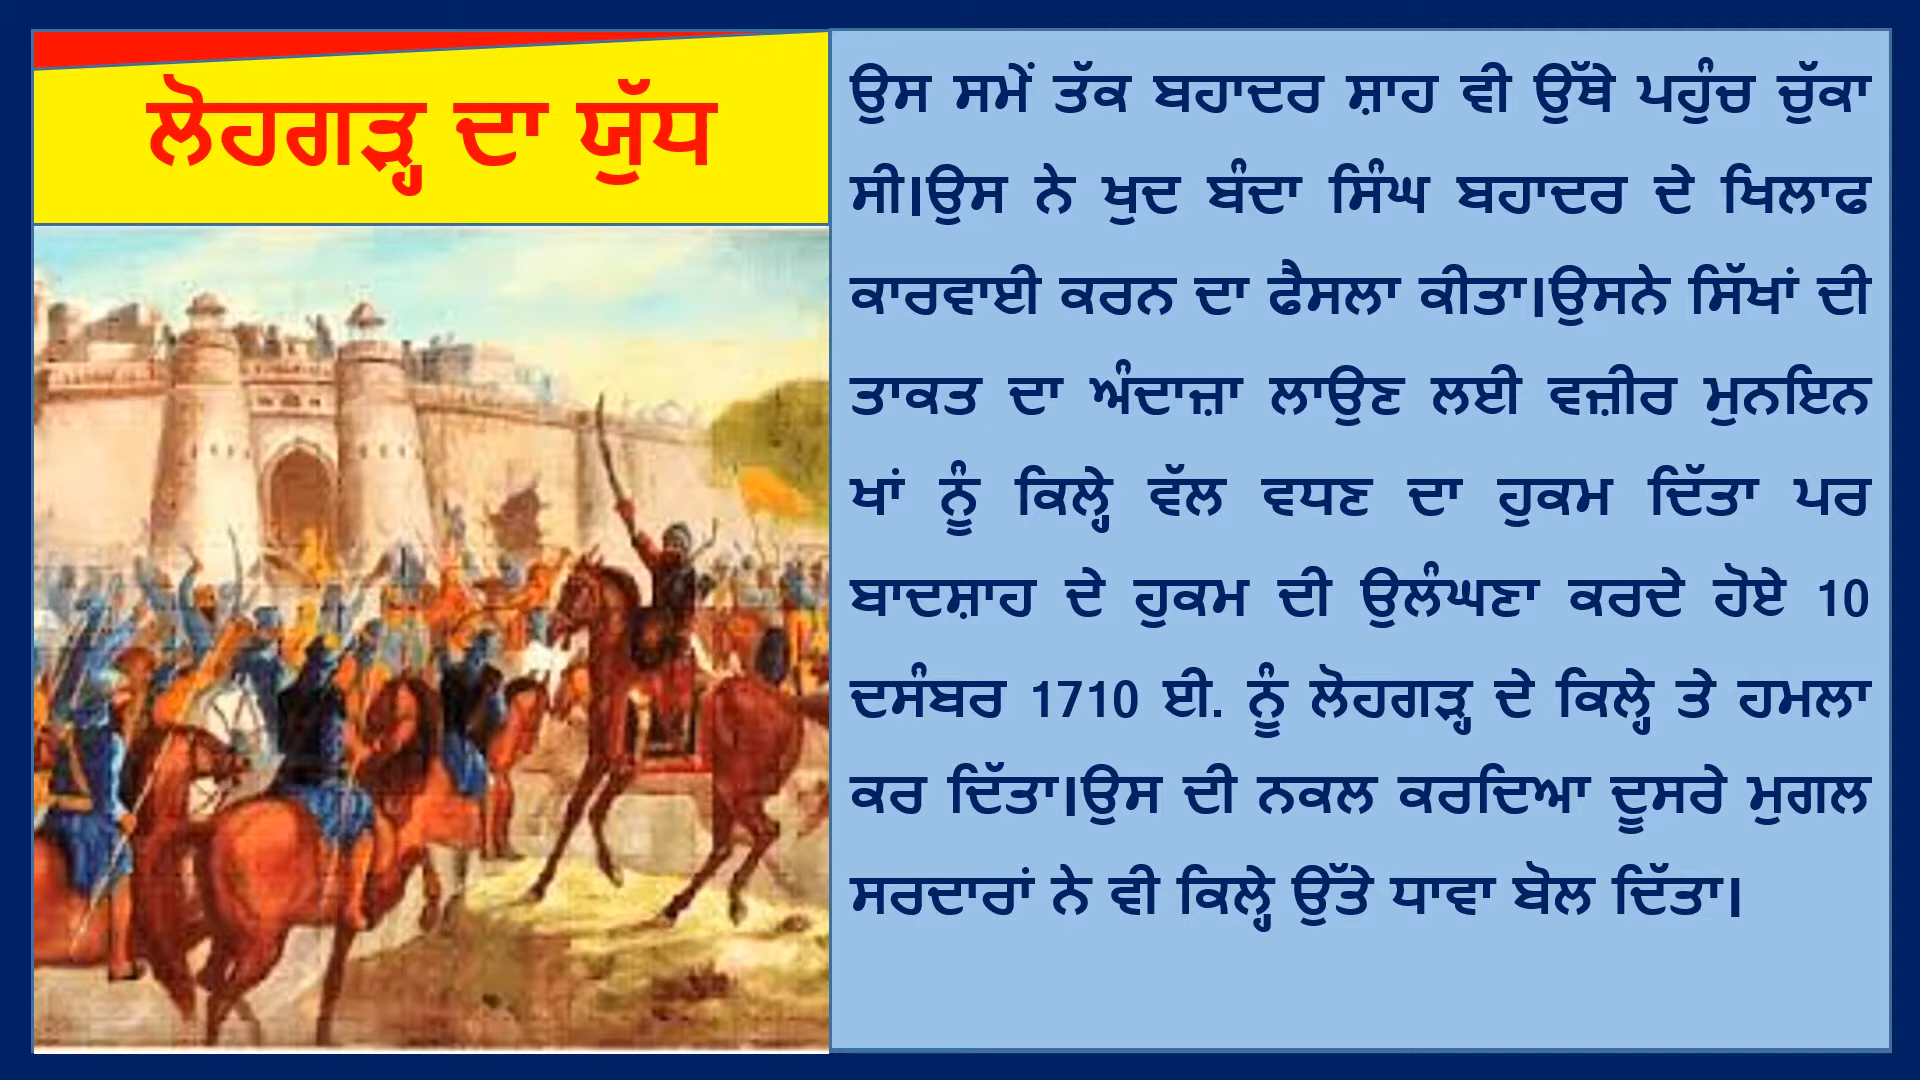 ਲੋਹਗੜ੍ਹ ਦਾ ਯੁੱਧ
ਉਸ ਸਮੇਂ ਤੱਕ ਬਹਾਦਰ ਸ਼ਾਹ ਵੀ ਉੱਥੇ ਪਹੁੰਚ ਚੁੱਕਾ
ਸੀ।ਉਸ ਨੇ ਖੁਦ ਬੰਦਾ ਸਿੰਘ ਬਹਾਦਰ ਦੇ ਖਿਲਾਫ
ਕਾਰਵਾਈ ਕਰਨ ਦਾ ਫੈਸਲਾ ਕੀਤਾ।ਉਸਨੇ ਸਿੱਖਾਂ ਦੀ
ਤਾਕਤ ਦਾ ਅੰਦਾਜ਼ਾ ਲਾਉਣ ਲਈ ਵਜ਼ੀਰ ਮੁਨਇਨ
ਖਾਂ ਨੂੰ ਕਿਲ੍ਹੇ ਵੱਲ ਵਧਣ ਦਾ ਹੁਕਮ ਦਿੱਤਾ ਪਰ
ਬਾਦਸ਼ਾਹ ਦੇ ਹੁਕਮ ਦੀ ਉਲੰਘਣਾ ਕਰਦੇ ਹੋਏ 10
ਦਸੰਬਰ 1710 ਈ. ਨੂੰ ਲੋਹਗੜ੍ਹ ਦੇ ਕਿਲ੍ਹੇ ਤੇ ਹਮਲਾ
ਕਰ ਦਿੱਤਾ।ਉਸ ਦੀ ਨਕਲ ਕਰਦਿਆ ਦੂਸਰੇ ਮੁਗਲ
ਸਰਦਾਰਾਂ ਨੇ ਵੀ ਕਿਲ੍ਹੇ ਉੱਤੇ ਧਾਵਾ ਬੋਲ ਦਿੱਤਾ।